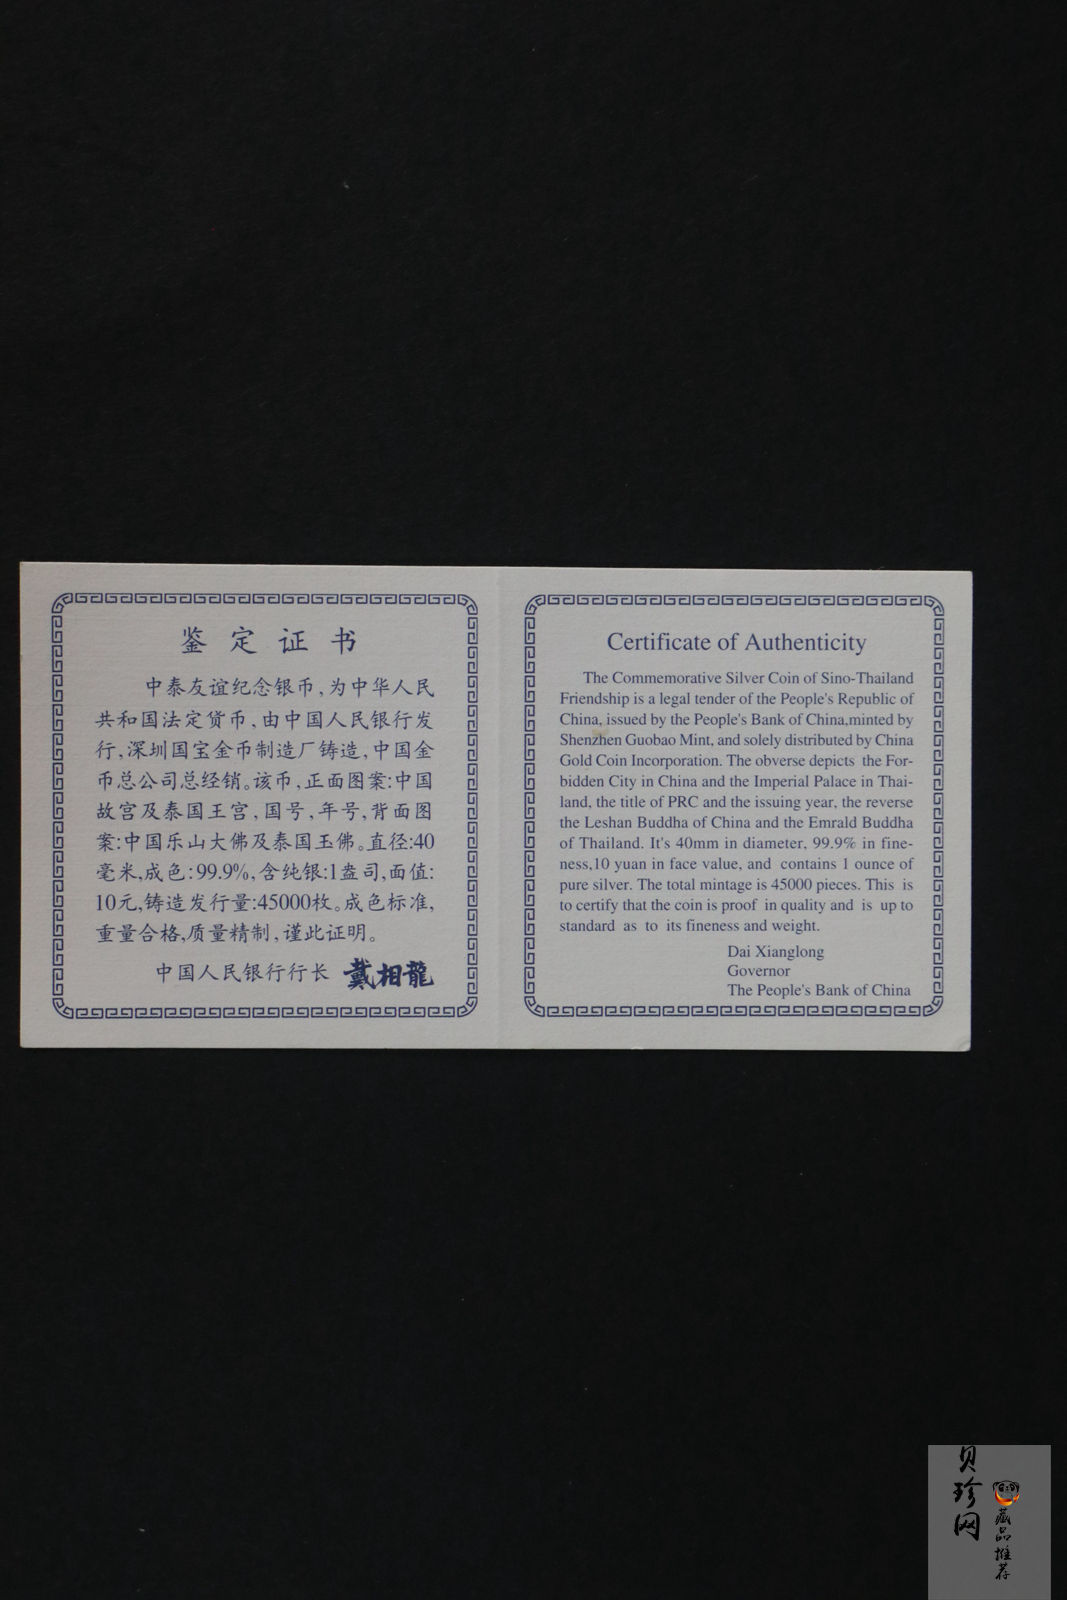 鉴定证书
中泰友谊纪念银币,为中华人民
共和国法定货币,由中国人民银行发
行,深圳国宝金币制造厂铸造,中国金
币总公司总经销。该币,正面图案:中国
故宫及泰国王宫,国号,年号,背面图
案:中国乐山大佛及泰国玉佛。直径:40
毫米,成色:99.9%,含纯银:1盎司,面值:
10元,铸造发行量:45000枚。成色标准,
重量合格,质量精制,谨此证明。
中国人民银行行长 戴相龍
Certificate of Authenticity
The Commemorative Silver Coin of Sino-Thailand
Friendship is a legal tender of the People's Republic of
China, issued by the People's Bank of China,minted by
Shenzhen Guobao Mint, and solely distributed by China
Gold Coin Incorporation. The obverse depicts the For-
bidden City in China and the Imperial Palace in Thai-
land, the title of PRC and the issuing year, the reverse
the Leshan Buddha of China and the Emrald Buddha
of Thailand. It's 40mm in diameter, 99.9% in fine-
ness,10 yuan in face value, and contains 1 ounce of
pure silver. The total mintage is 45000 pieces. This is
to certify that the coin is proof in quality and is up to
standard as to its fineness and weight.
Dai Xianglong
Governor
The People's Bank of China
贝珍网
藏品推荐